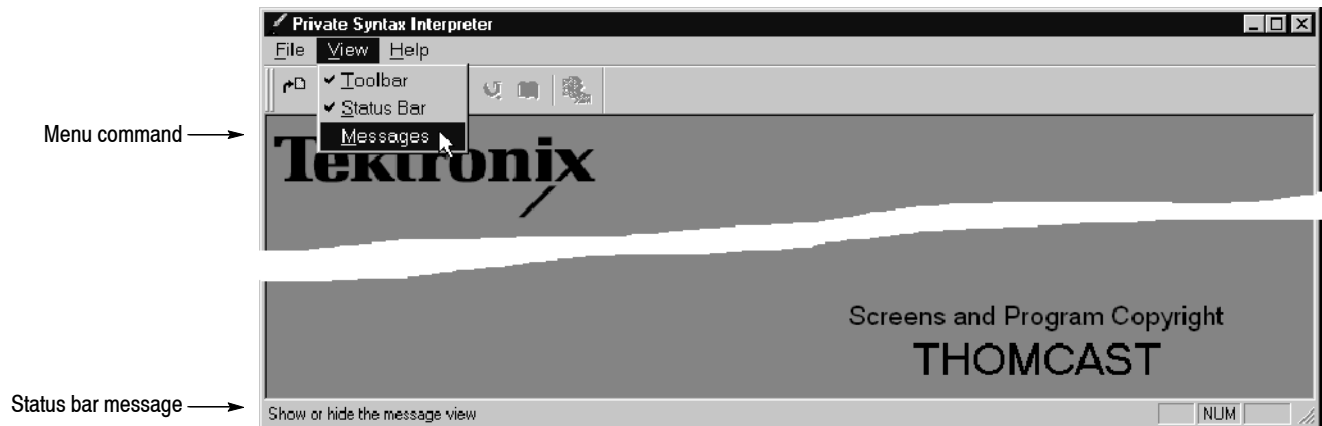 Private Syntax Interpreter
File View Help
Toolbar
Status Bar
Messages
Menu command
Tektronix
Screens and Program Copyright
THOMCAST
Status bar message
Show or hide the message view
NUM